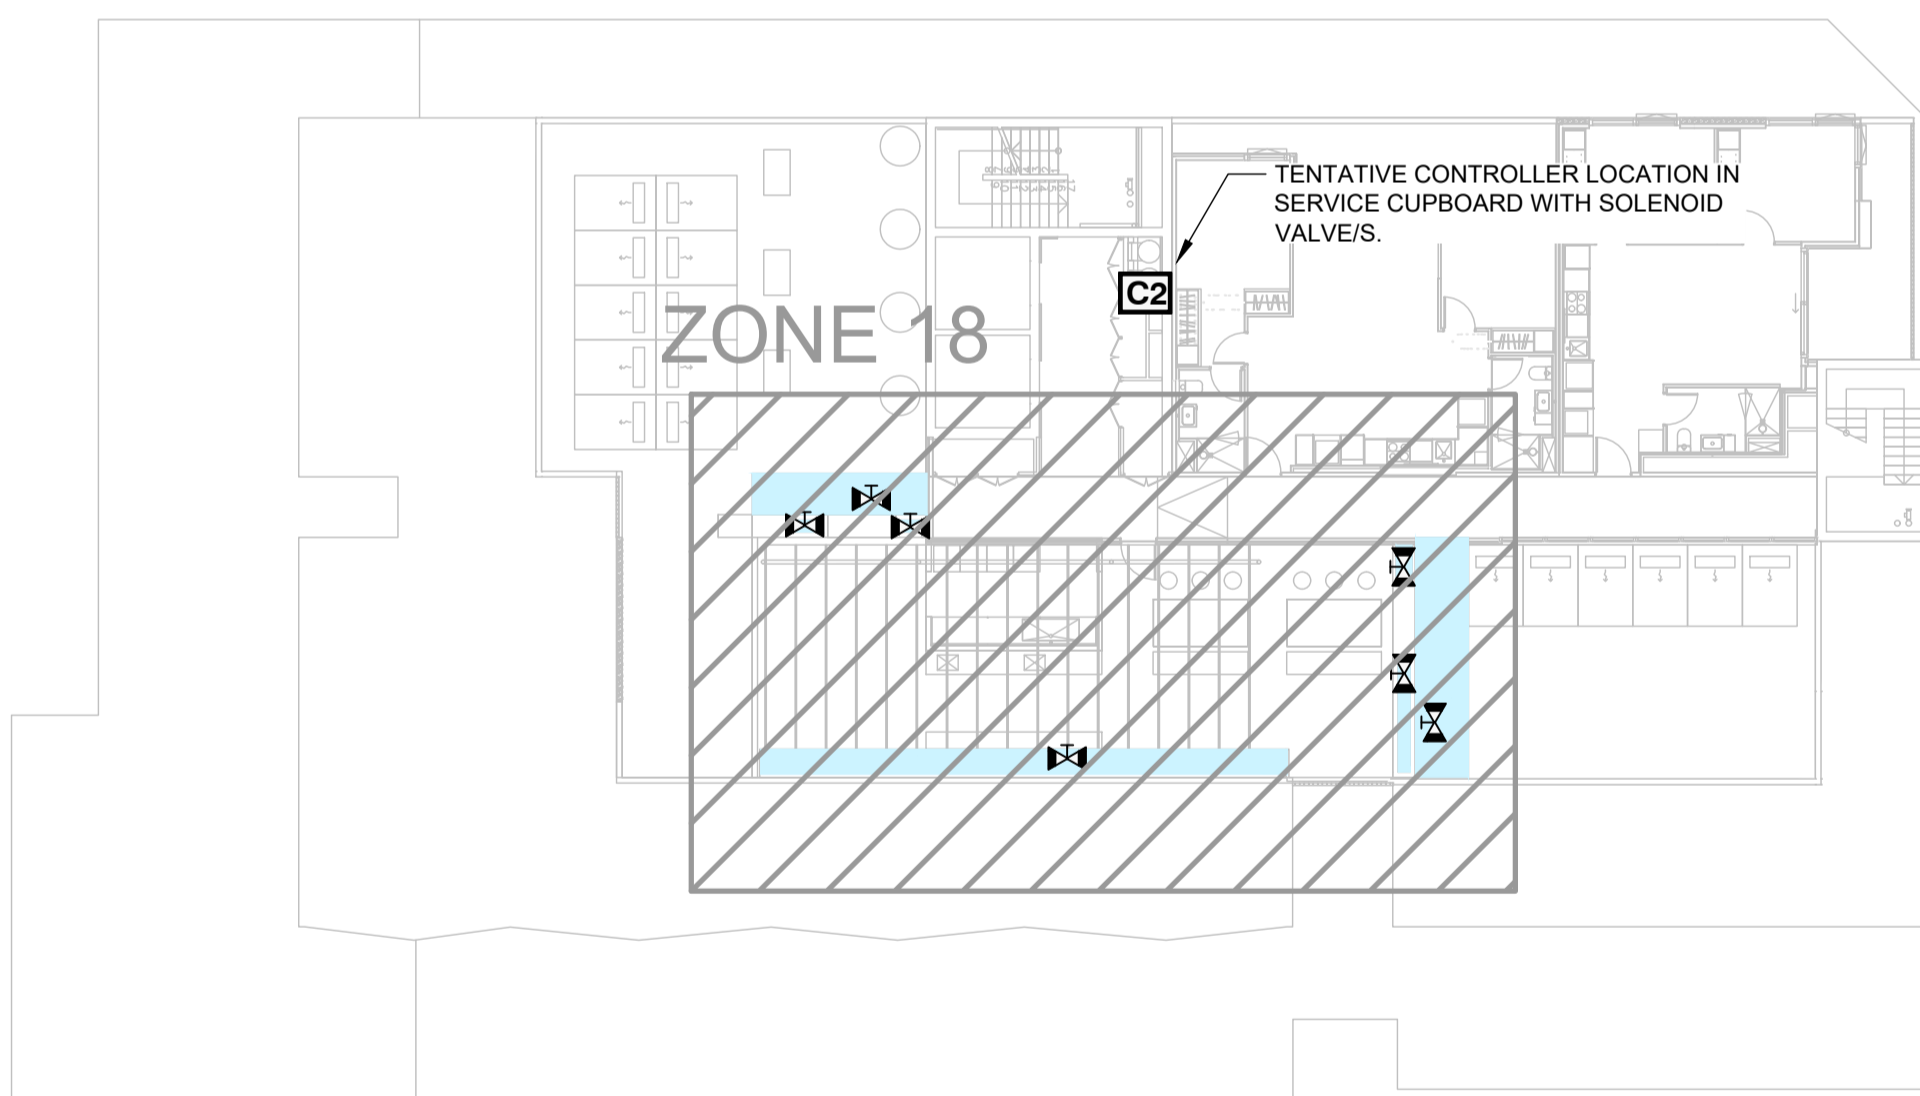 TENTATIVE CONTROLLER LOCATION IN
SERVICE CUPBOARD WITH SOLENOID
VALVE/S.
C2
ZONE 18